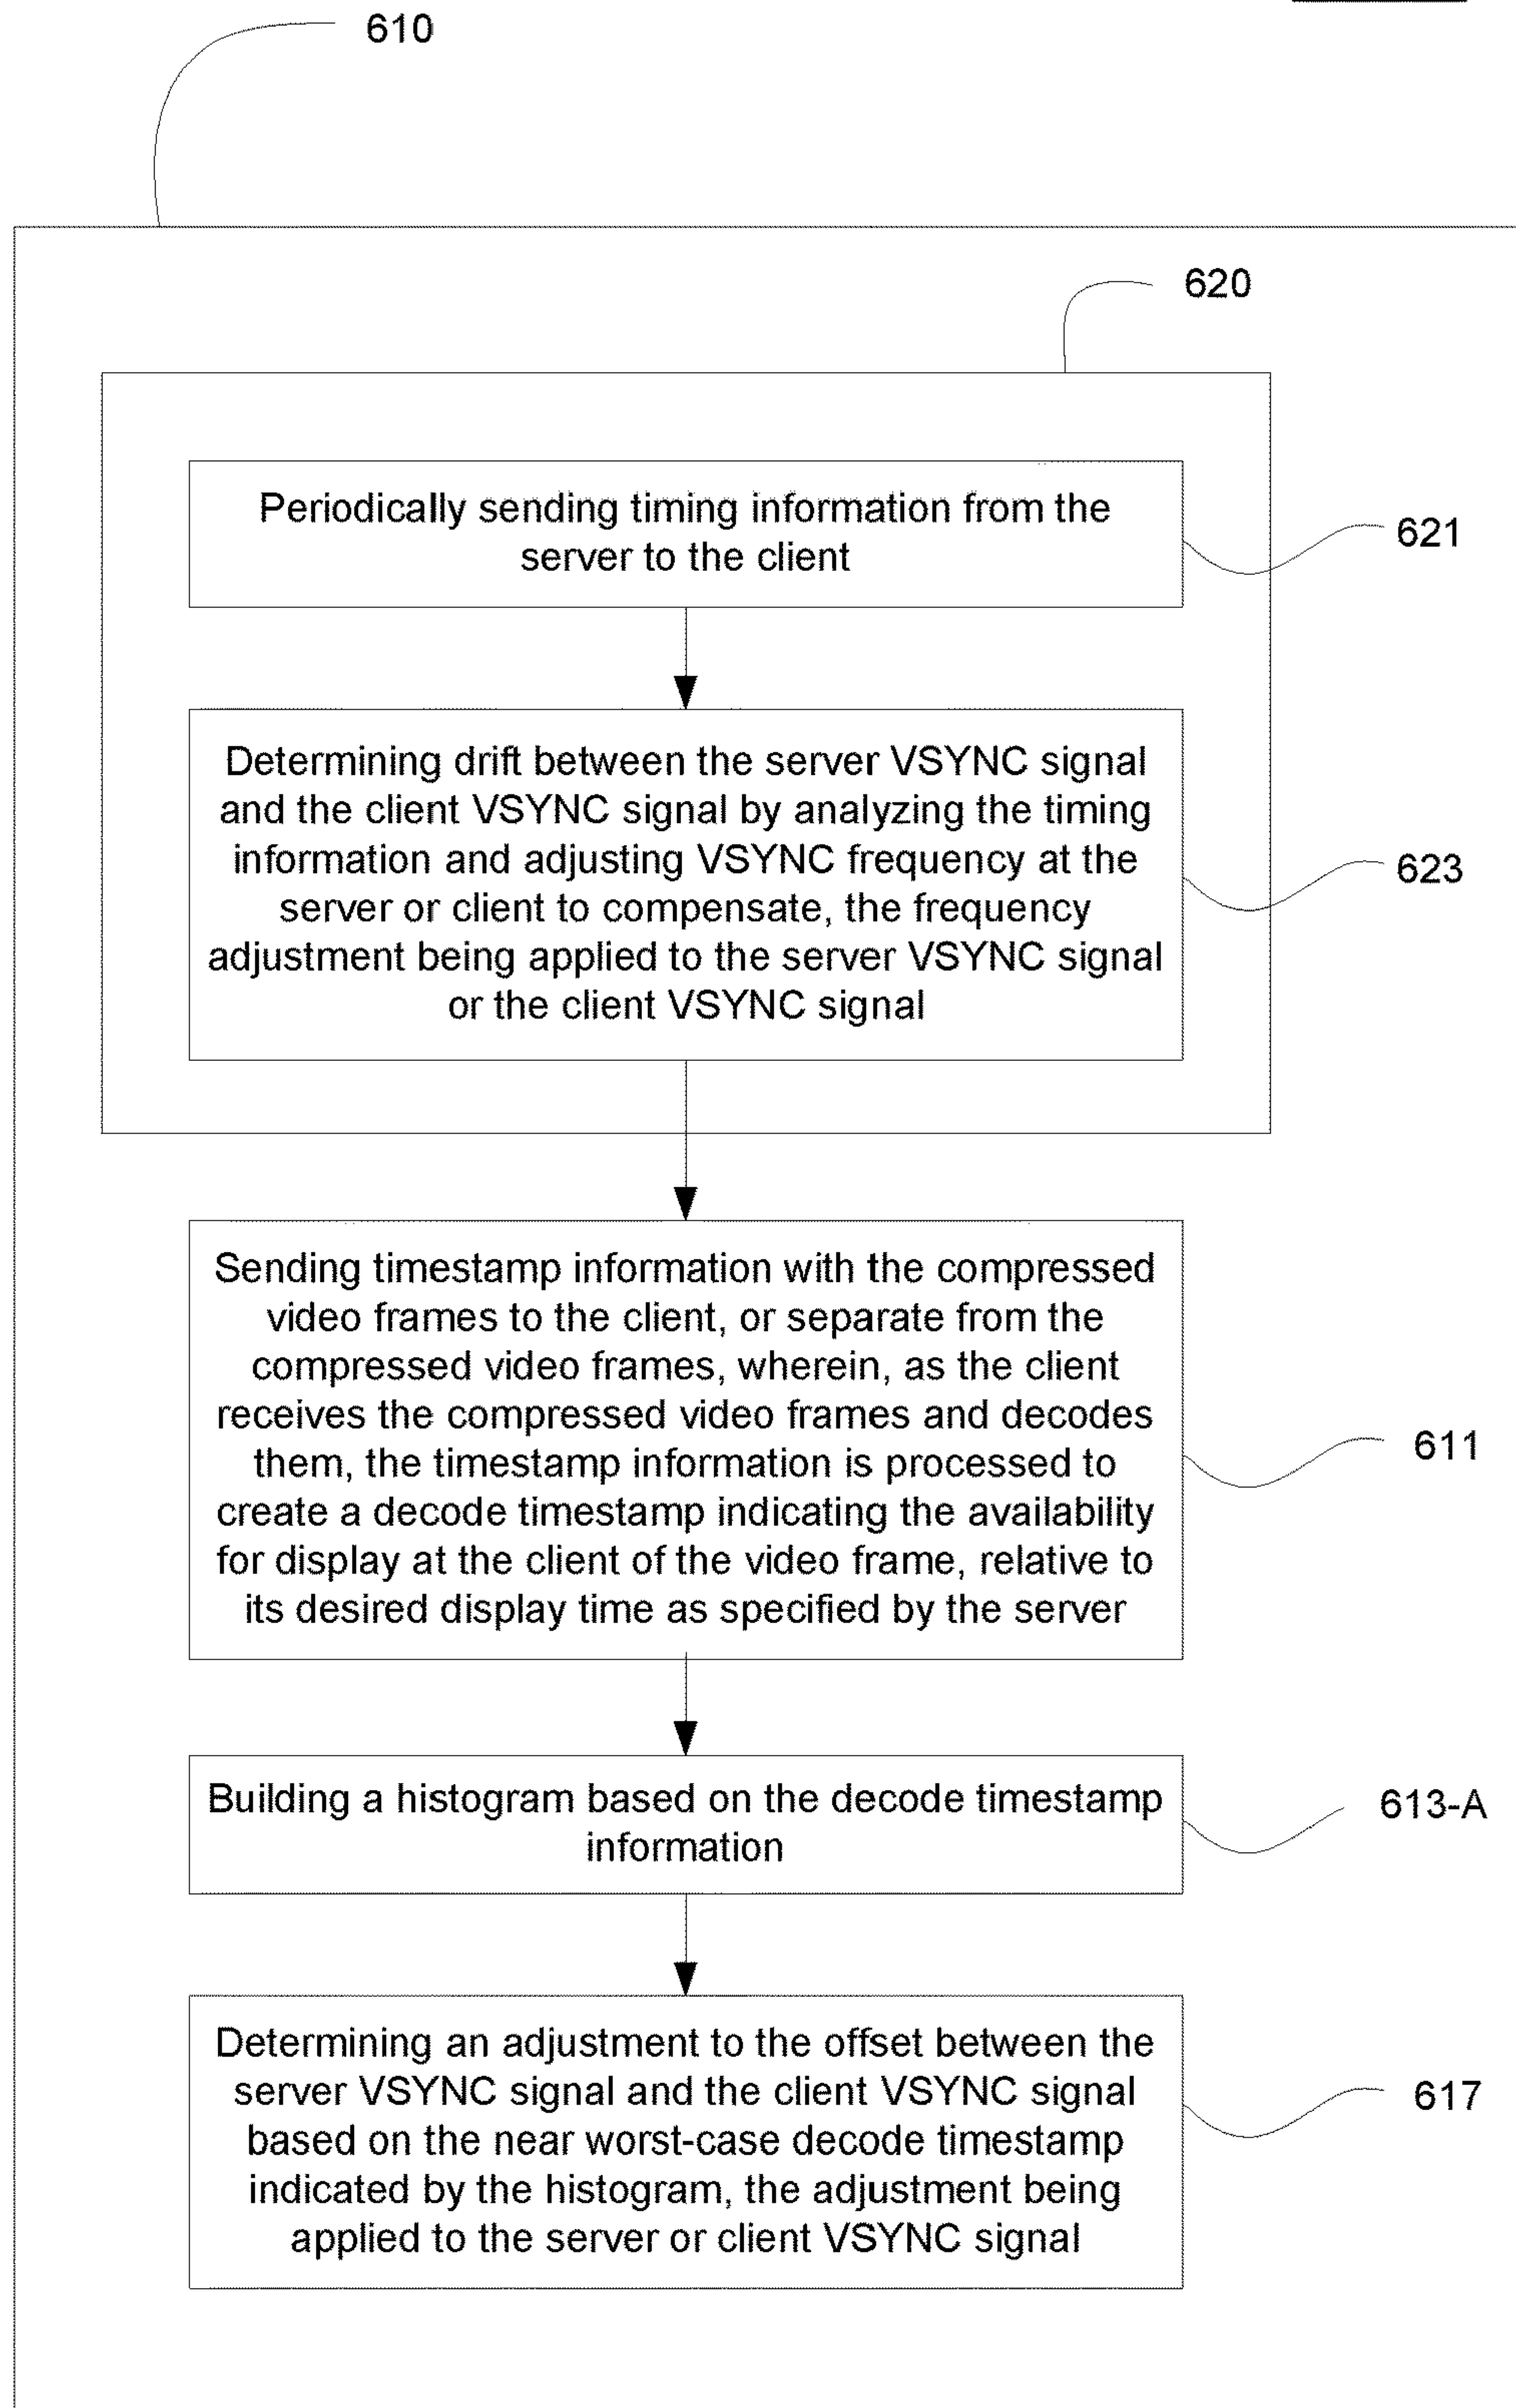 610
620
Periodically sending timing information from the
server to the client
621
Determining drift between the server VSYNC signal
and the client VSYNC signal by analyzing the timing
information and adjusting VSYNC frequency at the
server or client to compensate, the frequency
adjustment being applied to the server VSYNC signal
or the client VSYNC signal
623
Sending timestamp information with the compressed
video frames to the client, or separate from the
compressed video frames, wherein, as the client
receives the compressed video frames and decodes
them, the timestamp information is processed to
create a decode timestamp indicating the availability
for display at the client of the video frame, relative to
its desired display time as specified by the server
611
Building a histogram based on the decode timestamp
information
613-A
Determining an adjustment to the offset between the
server VSYNC signal and the client VSYNC signal
based on the near worst-case decode timestamp
indicated by the histogram, the adjustment being
applied to the server or client VSYNC signal
617